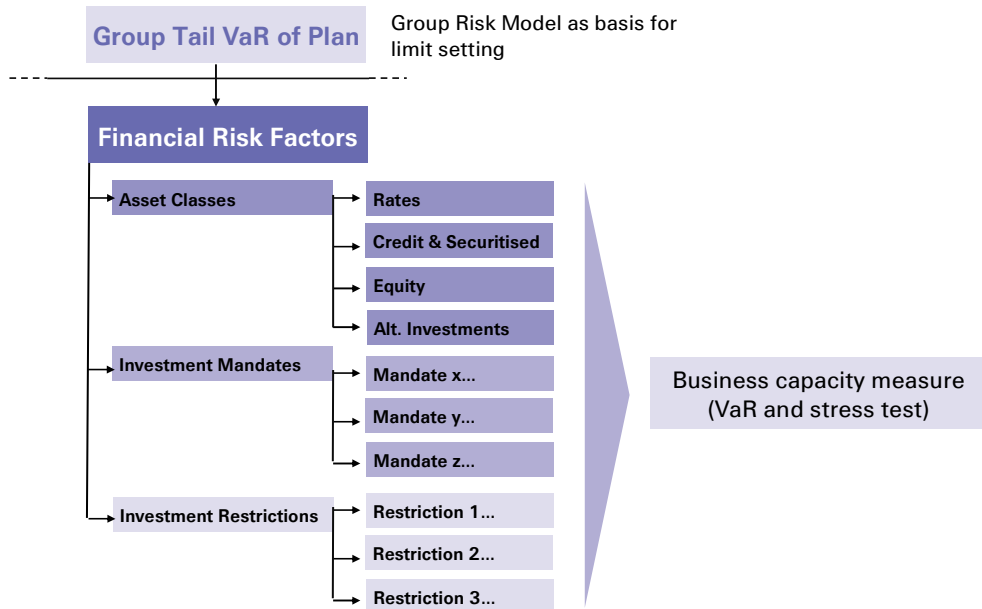 Group Tail VaR of Plan
Group Risk Model as basis for
limit setting
Financial Risk Factors
Asset Classes
Rates
Credit & Securitised
Equity
Alt. Investments
Investment Mandates
Mandate x...
Mandate y...
Mandate z...
Business capacity measure
(VaR and stress test)
Investment Restrictions
Restriction 1...
Restriction 2...
Restriction 3...